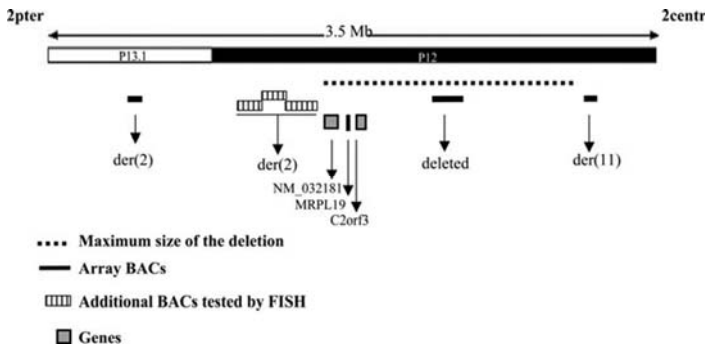 2pter
2centr
3.5 Mb
P13.1
P12
der(2)
der(2)
deleted
der(11)
NM_032181
MRPL19
C2orf3
Maximum size of the deletion
Array BACs
Additional BACs tested by FISH
Genes